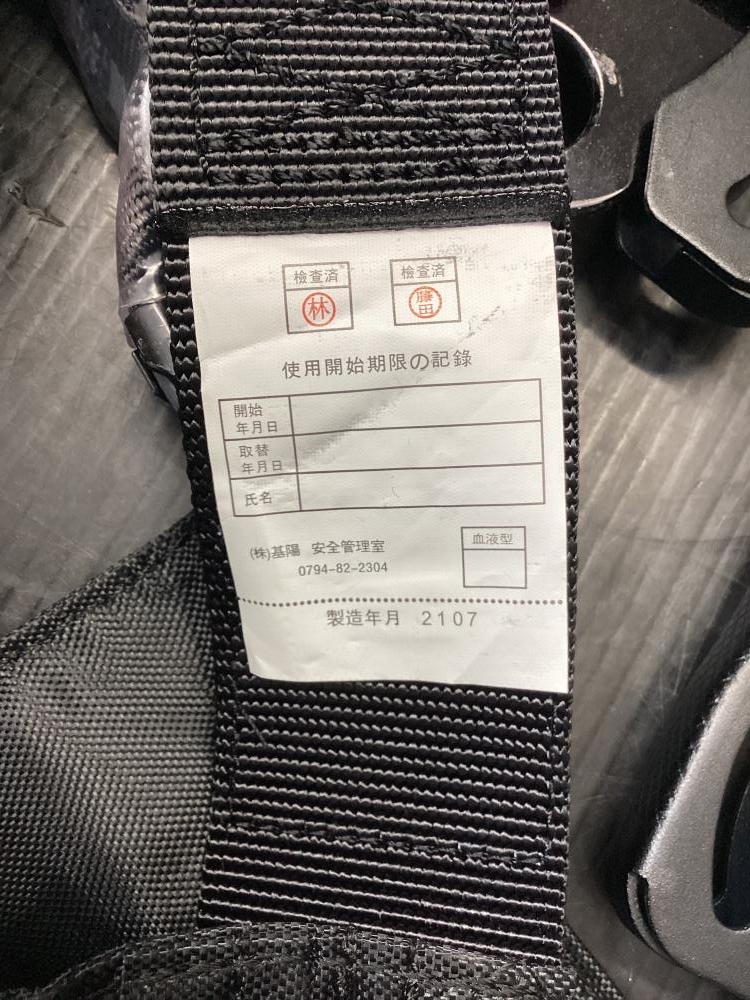 檢査済 檢査済
林 藤田
使用開始期限の記録
開始
年月日
取替
年月日
氏名
(株)基陽 安全管理室 血液型
0794-82-2304
製造年月 2107